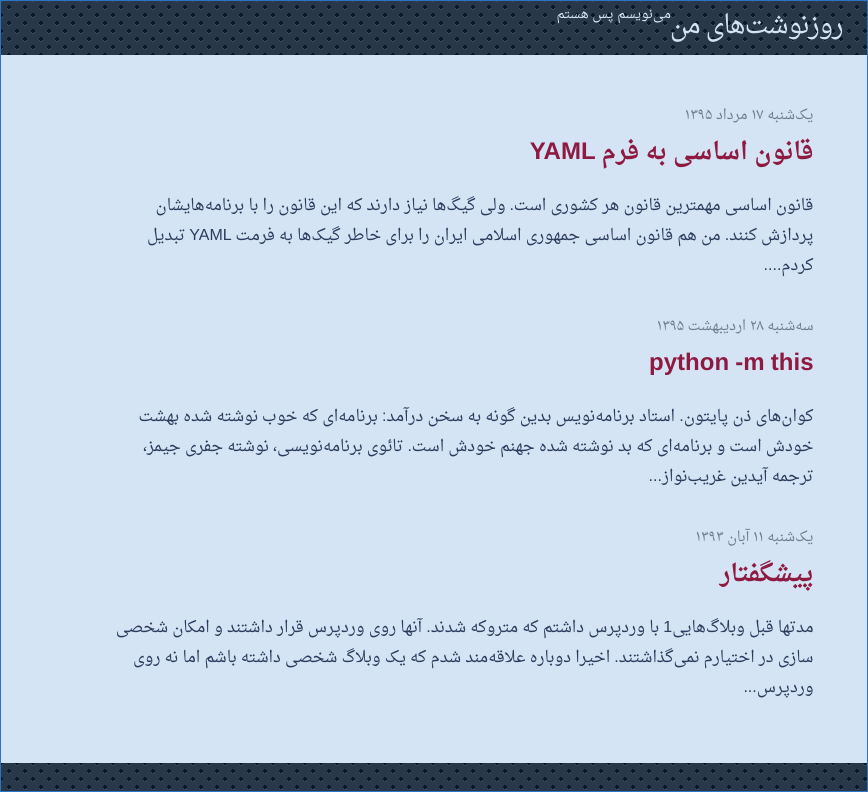 روزنوشت‌های من
می‌نویسم پس هستم
یک‌شنبه ۱۷ مرداد ۱۳۹۵
قانون اساسی به فرم YAML
قانون اساسی مهمترین قانون هر کشوری است. ولی گیگ‌ها نیاز دارند که این قانون را با برنامه‌هایشان
پردازش کنند. من هم قانون اساسی جمهوری اسلامی ایران را برای خاطر گیک‌ها به فرمت YAML تبدیل
کردم....
سه‌شنبه ۲۸ اردیبهشت ۱۳۹۵
python -m this
کوان‌های ذن پایتون. استاد برنامه‌نویس بدین گونه به سخن درآمد: برنامه‌ای که خوب نوشته شده بهشت
خودش است و برنامه‌ای که بد نوشته شده جهنم خودش است. تائوی برنامه‌نویسی، نوشته جفری جیمز،
ترجمه آیدین غریب‌نواز...
یک‌شنبه ۱۱ آبان ۱۳۹۳
پیشگفتار
مدتها قبل وبلاگ‌هایی1 با وردپرس داشتم که متروکه شدند. آنها روی وردپرس قرار داشتند و امکان شخصی
سازی در اختیارم نمی‌گذاشتند. اخیرا دوباره علاقه‌مند شدم که یک وبلاگ شخصی داشته باشم اما نه روی
وردپرس...